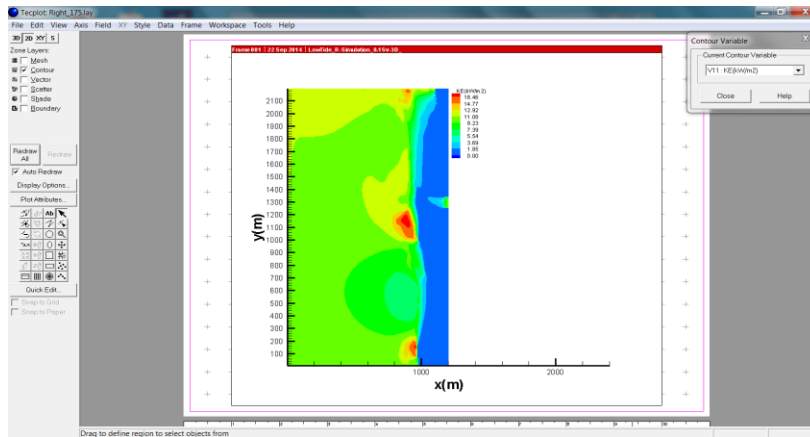 Tecplot: Right_175.lay
File Edit View Axis Field XY Style Data Frame Workspace Tools Help
3D 2D XY S
Zone Layers:
Mesh
Contour
Vector
Scatter
Shade
Boundary
Redraw All
Redraw
Auto Redraw
Display Options...
Plot Attributes...
Ab
Quick Edit...
Snap to Grid
Snap to Paper
Frame 001 | 22 Sep 2014 | LowTide_R-Simulation_0.15v-3D_
KE(kW/m2)
18.46
14.77
12.92
11.08
9.23
7.39
5.54
3.69
1.85
0.00
2100
2000
1900
1800
1700
1600
1500
1400
1300
1200
1100
1000
900
800
700
600
500
400
300
200
100
y(m)
1000 2000
x(m)
Contour Variable
X
Current Contour Variable
V11 : KE(kW/m2)
Close Help
Drag to define region to select objects from